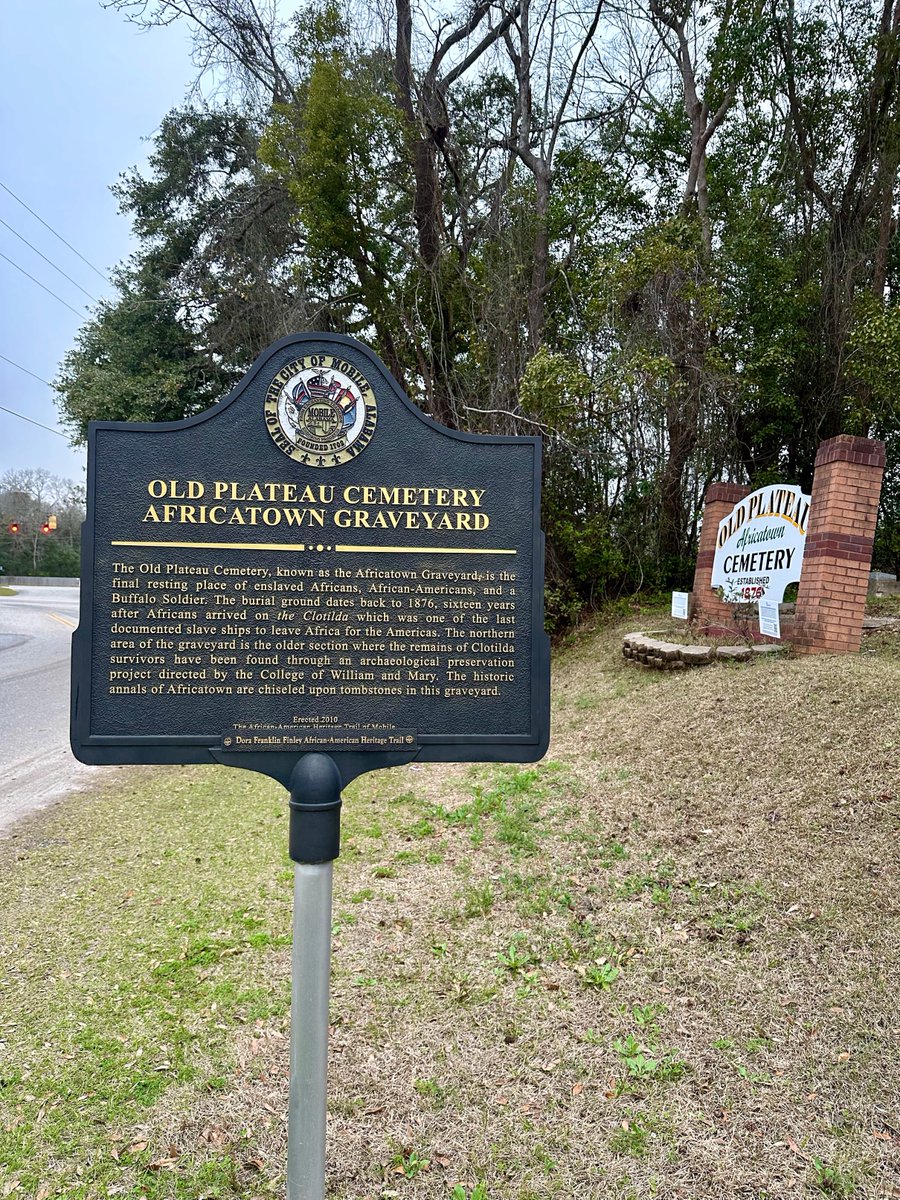 SEAL OF THE CITY OF MOBILE, ALABAMA
MOBILE
FOUNDED 1702
OLD PLATEAU CEMETERY
AFRICATOWN GRAVEYARD
The Old Plateau Cemetery, known as the Africatown Graveyard, is the
final resting place of enslaved Africans, African-Americans, and a
Buffalo Soldier. The burial ground dates back to 1876, sixteen years
after Africans arrived on the Clotilda which was one of the last
documented slave ships to leave Africa for the Americas. The northern
area of the graveyard is the older section where the remains of Clotilda
survivors have been found through an archaeological preservation
project directed by the College of William and Mary. The historic
annals of Africatown are chiseled upon tombstones in this graveyard.
Erected 2010
The African-American Heritage Trail of Mobile
Dora Franklin Finley African-American Heritage Trail
OLD PLATEAU
Africatown
CEMETERY
ESTABLISHED
1876